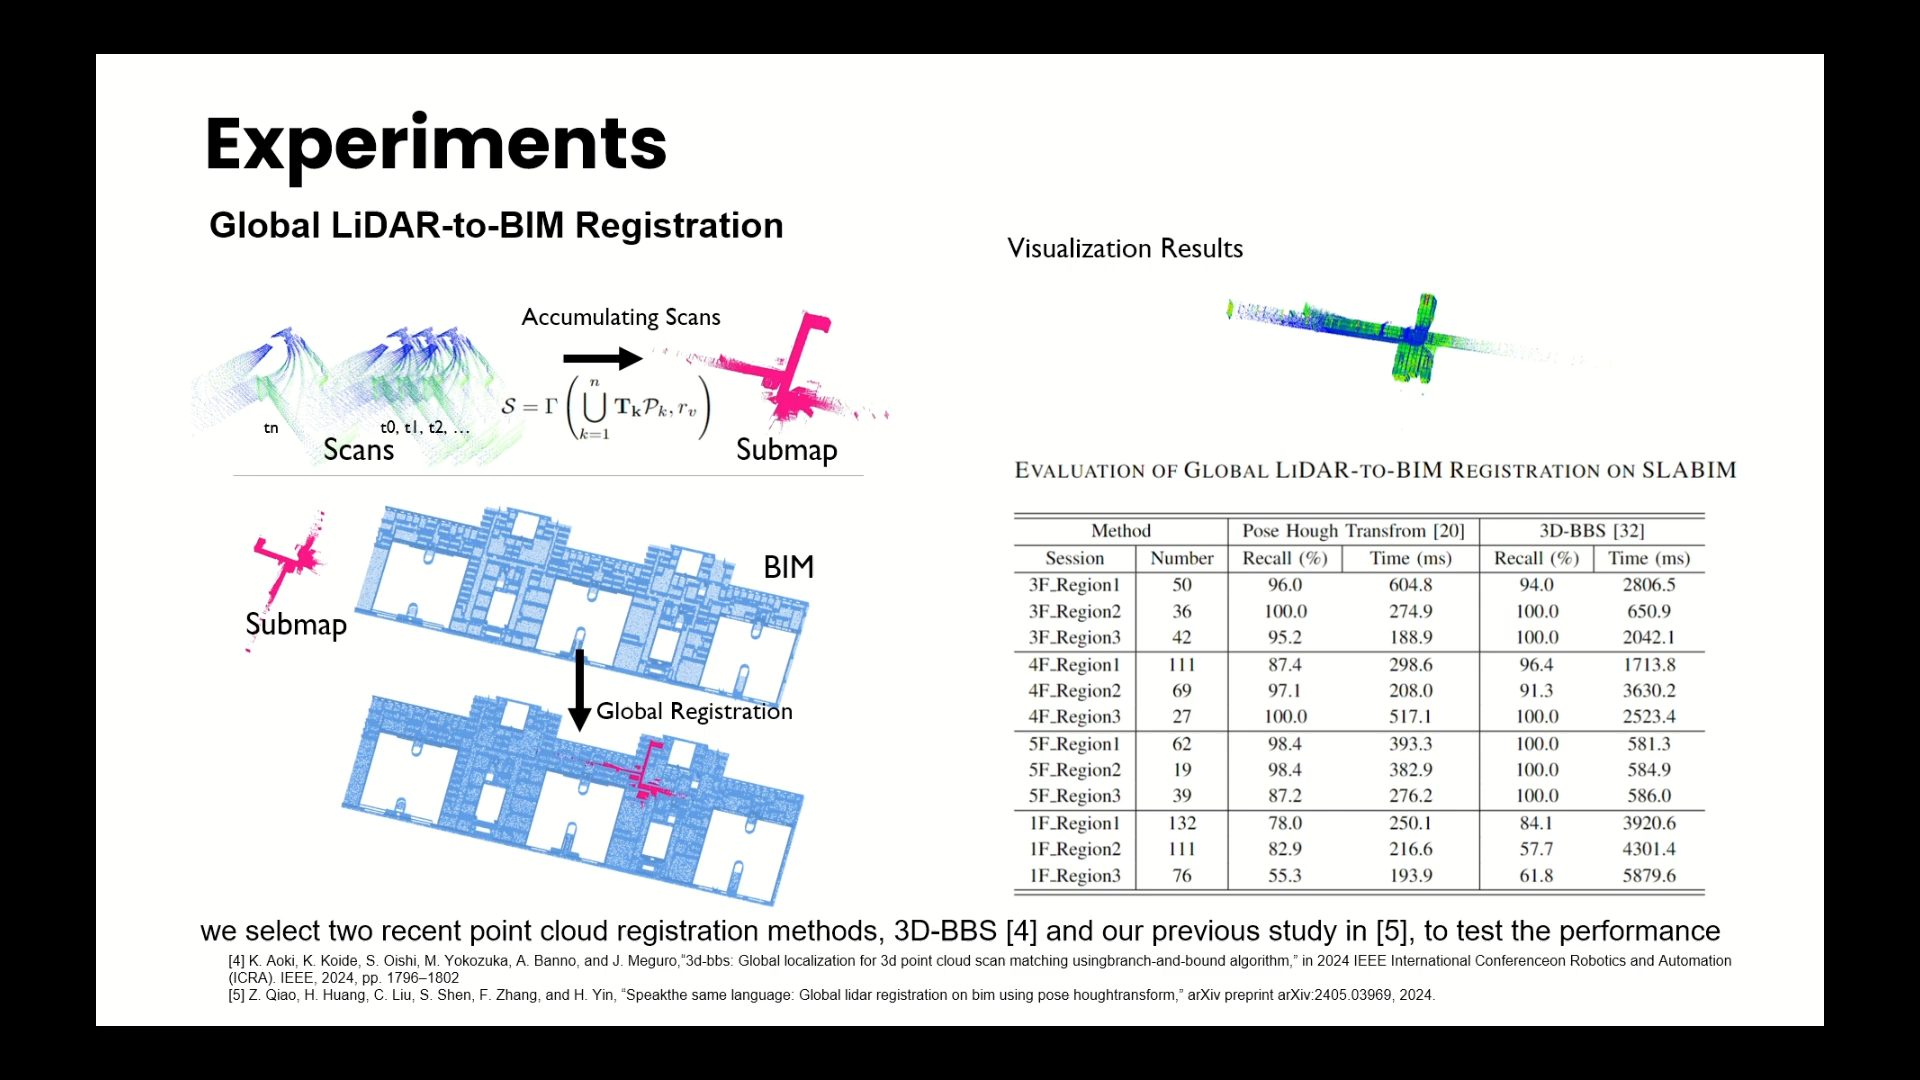 Experiments
Global LiDAR-to-BIM Registration
Accumulating Scans
S = Γ ( ⋃ₖ₌₁ⁿ Tₖ Pₖ, rᵥ )
tn
t0, t1, t2, …
Scans
Submap
Submap
BIM
Global Registration
Visualization Results
EVALUATION OF GLOBAL LIDAR-TO-BIM REGISTRATION ON SLABIM
Method Pose Hough Transfrom [20] 3D-BBS [32]
Session Number Recall (%) Time (ms) Recall (%) Time (ms)
3F_Region1 50 96.0 604.8 94.0 2806.5
3F_Region2 36 100.0 274.9 100.0 650.9
3F_Region3 42 95.2 188.9 100.0 2042.1
4F_Region1 111 87.4 298.6 96.4 1713.8
4F_Region2 69 97.1 208.0 91.3 3630.2
4F_Region3 27 100.0 517.1 100.0 2523.4
5F_Region1 62 98.4 393.3 100.0 581.3
5F_Region2 19 98.4 382.9 100.0 584.9
5F_Region3 39 87.2 276.2 100.0 586.0
1F_Region1 132 78.0 250.1 84.1 3920.6
1F_Region2 111 82.9 216.6 57.7 4301.4
1F_Region3 76 55.3 193.9 61.8 5879.6
we select two recent point cloud registration methods, 3D-BBS [4] and our previous study in [5], to test the performance
[4] K. Aoki, K. Koide, S. Oishi, M. Yokozuka, A. Banno, and J. Meguro,“3d-bbs: Global localization for 3d point cloud scan matching usingbranch-and-bound algorithm,” in 2024 IEEE International Conferenceon Robotics and Automation
(ICRA). IEEE, 2024, pp. 1796–1802
[5] Z. Qiao, H. Huang, C. Liu, S. Shen, F. Zhang, and H. Yin, “Speakthe same language: Global lidar registration on bim using pose houghtransform,” arXiv preprint arXiv:2405.03969, 2024.